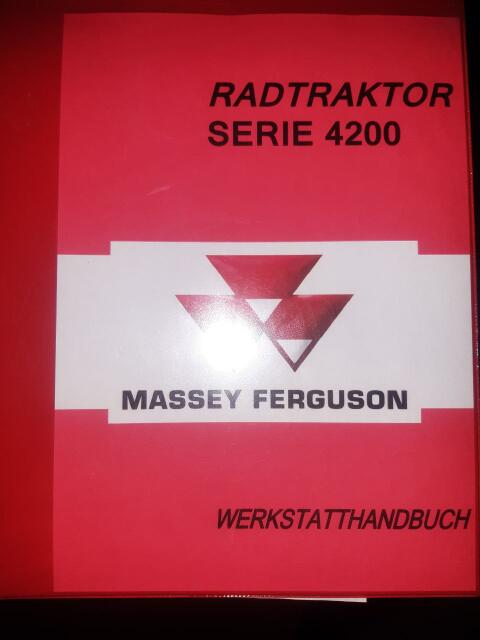 RADTRAKTOR
SERIE 4200
MASSEY FERGUSON
WERKSTATTHANDBUCH